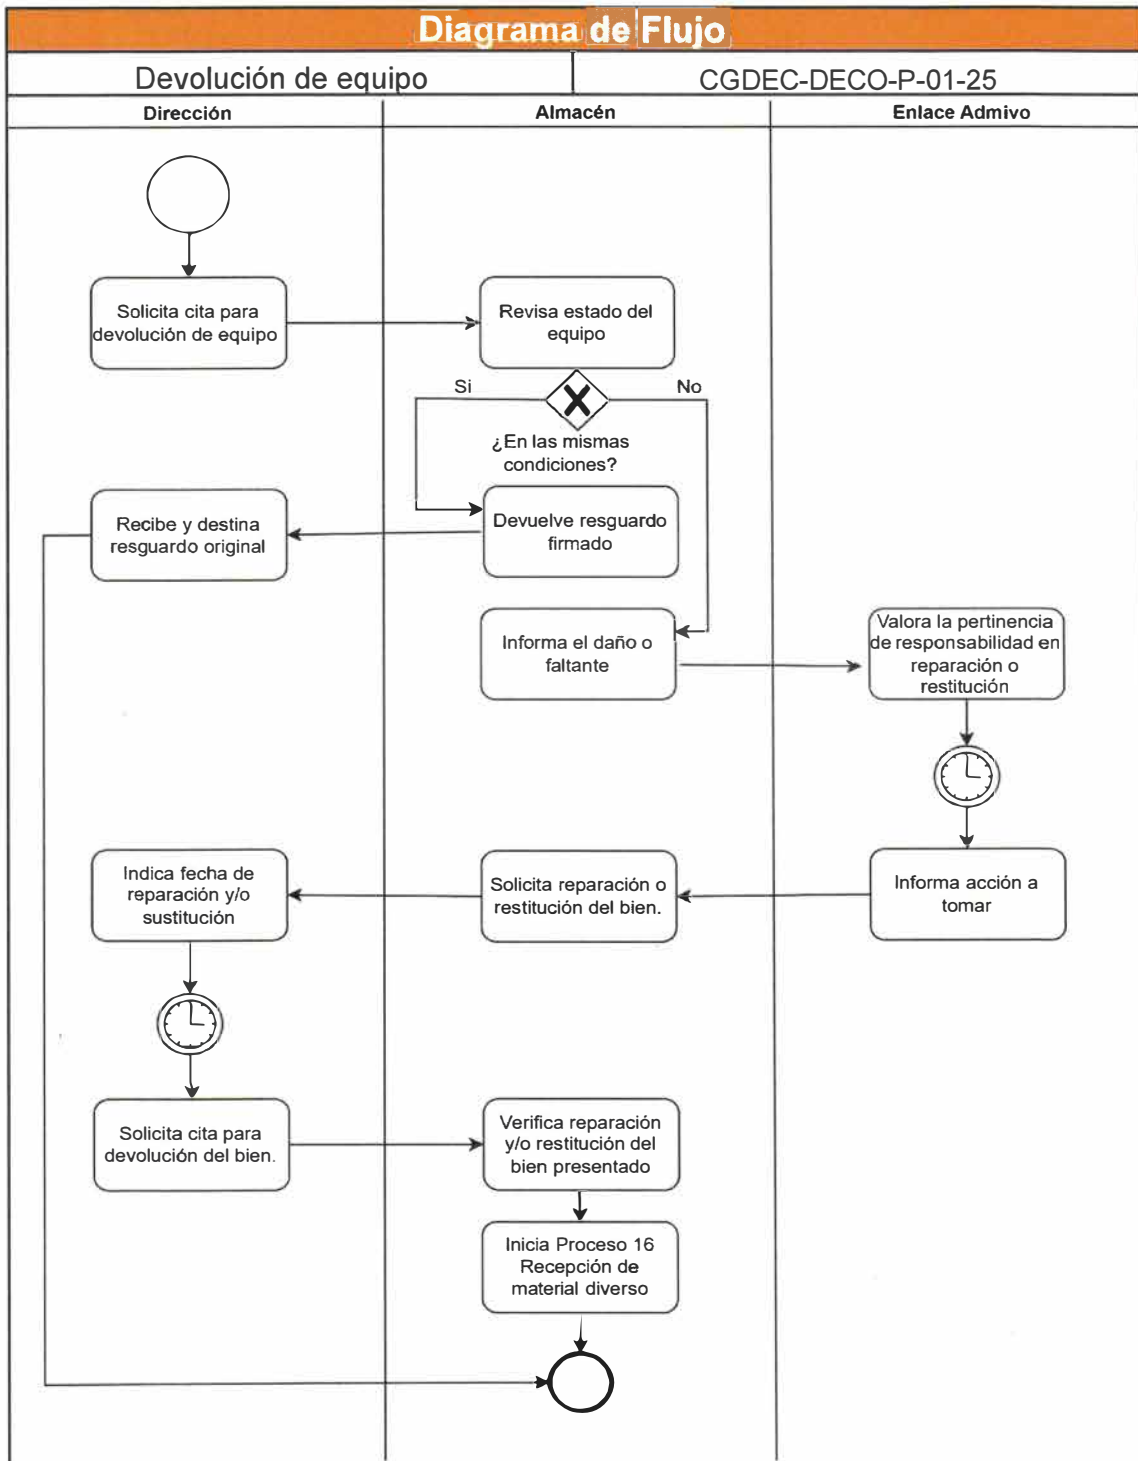 Diagrama de Flujo
Devolución de equipo
CGDEC-DECO-P-01-25
Dirección
Almacén
Enlace Admivo
Solicita cita para
devolución de equipo
Revisa estado del
equipo
Si
No
¿En las mismas
condiciones?
Recibe y destina
resguardo original
Devuelve resguardo
firmado
Informa el daño o
faltante
Valora la pertinencia
de responsabilidad en
reparación o
restitución
Indica fecha de
reparación y/o
sustitución
Solicita reparación o
restitución del bien.
Informa acción a
tomar
Solicita cita para
devolución del bien.
Verifica reparación
y/o restitución del
bien presentado
Inicia Proceso 16
Recepción de
material diverso